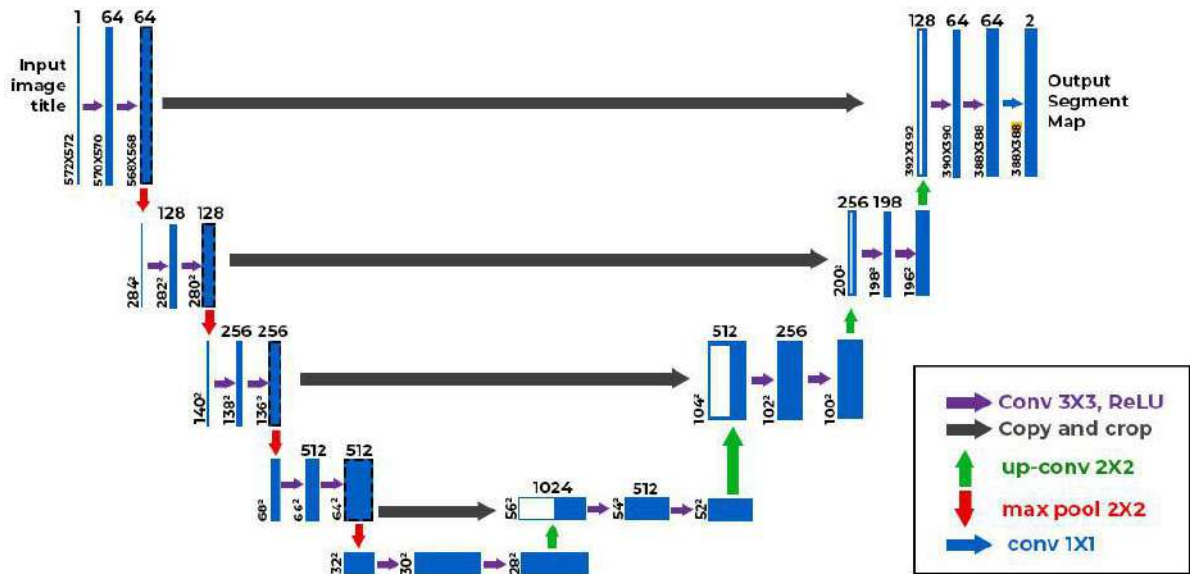 1 64 64
128 64 64 2
Input
image
title
Output
Segment
Map
572X572
570X570
568X568
392X392
390X390
388X388
388X388
128 128
256 198
284²
282²
280²
200²
198²
196²
256 256
512 256
140²
138²
136²
104²
102²
100²
512 512
1024 512
68²
66²
64²
56²
54²
52²
32²
30²
28²
Conv 3X3, ReLU
Copy and crop
up-conv 2X2
max pool 2X2
conv 1X1